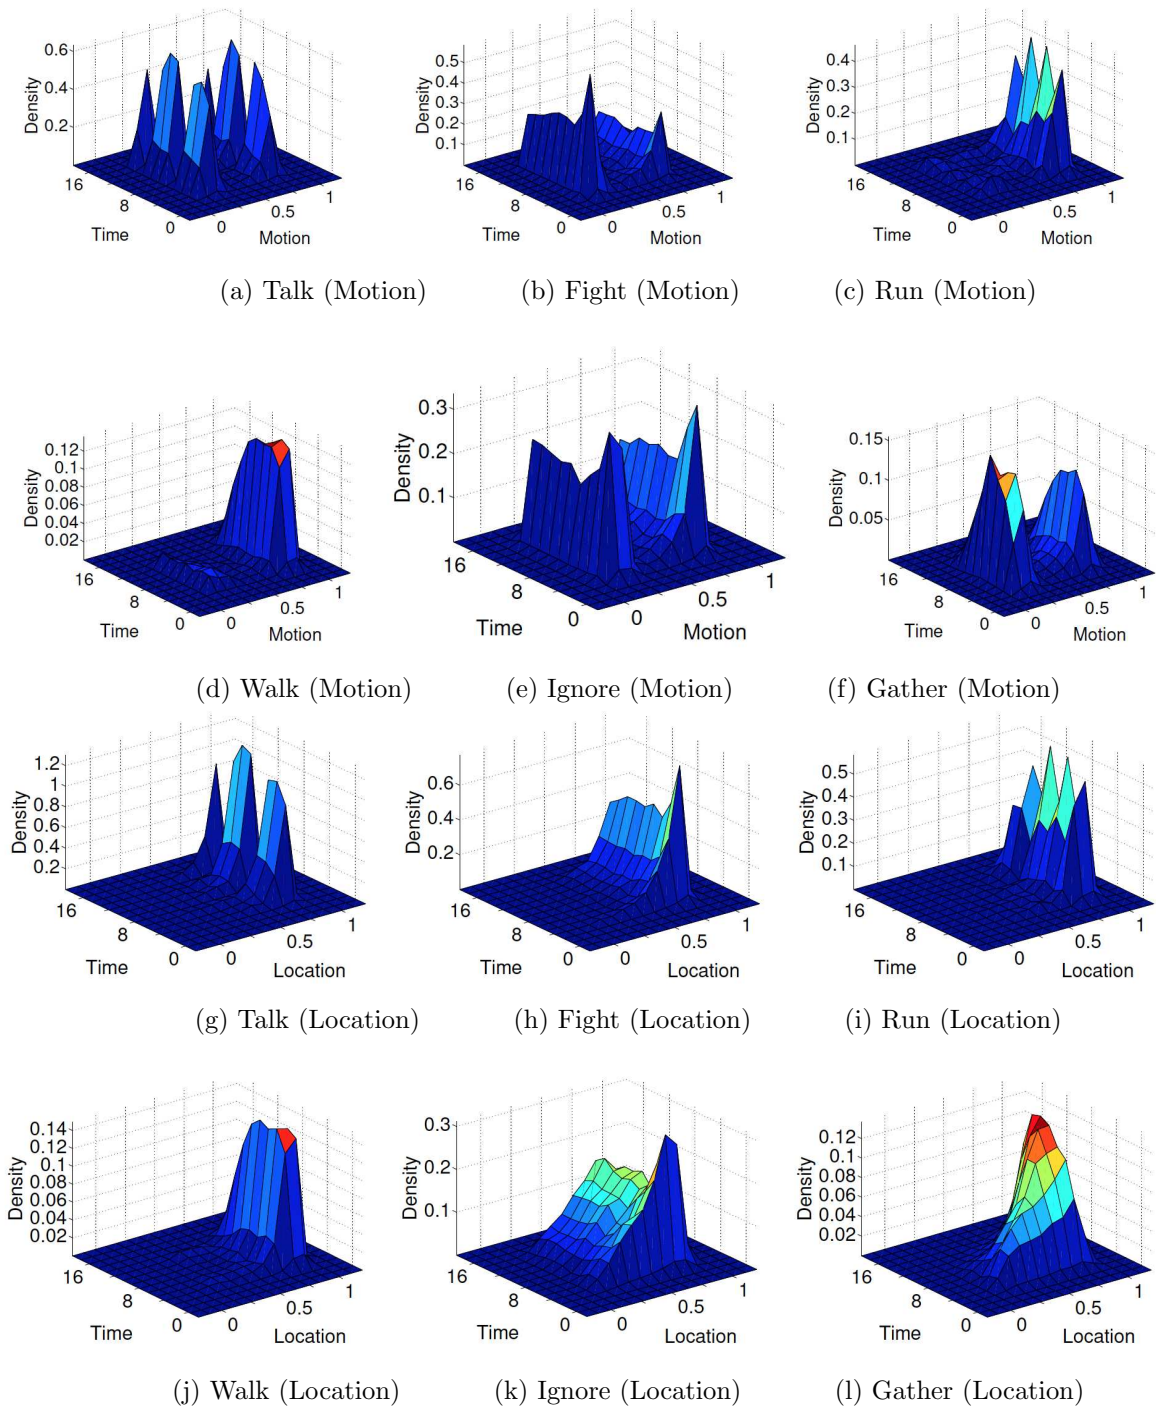 0.6
0.4
0.2
Density
16
8
0
Time
0
0.5
1
Motion
0.5
0.4
0.3
0.2
0.1
Density
16
8
0
Time
0
0.5
1
Motion
0.4
0.3
0.2
0.1
Density
16
8
0
Time
0
0.5
1
Motion
(a) Talk (Motion)
(b) Fight (Motion)
(c) Run (Motion)
0.12
0.1
0.08
0.06
0.04
0.02
Density
16
8
0
Time
0
0.5
1
Motion
0.3
0.2
0.1
Density
16
8
0
Time
0
0.5
1
Motion
0.15
0.1
0.05
Density
16
8
0
Time
0
0.5
1
Motion
(d) Walk (Motion)
(e) Ignore (Motion)
(f) Gather (Motion)
1.2
1
0.8
0.6
0.4
0.2
Density
16
8
0
Time
0
0.5
1
Location
0.6
0.4
0.2
Density
16
8
0
Time
0
0.5
1
Location
0.5
0.4
0.3
0.2
0.1
Density
16
8
0
Time
0
0.5
1
Location
(g) Talk (Location)
(h) Fight (Location)
(i) Run (Location)
0.14
0.12
0.1
0.08
0.06
0.04
0.02
Density
16
8
0
Time
0
0.5
1
Location
0.3
0.2
0.1
Density
16
8
0
Time
0
0.5
1
Location
0.12
0.1
0.08
0.06
0.04
0.02
Density
16
8
0
Time
0
0.5
1
Location
(j) Walk (Location)
(k) Ignore (Location)
(l) Gather (Location)